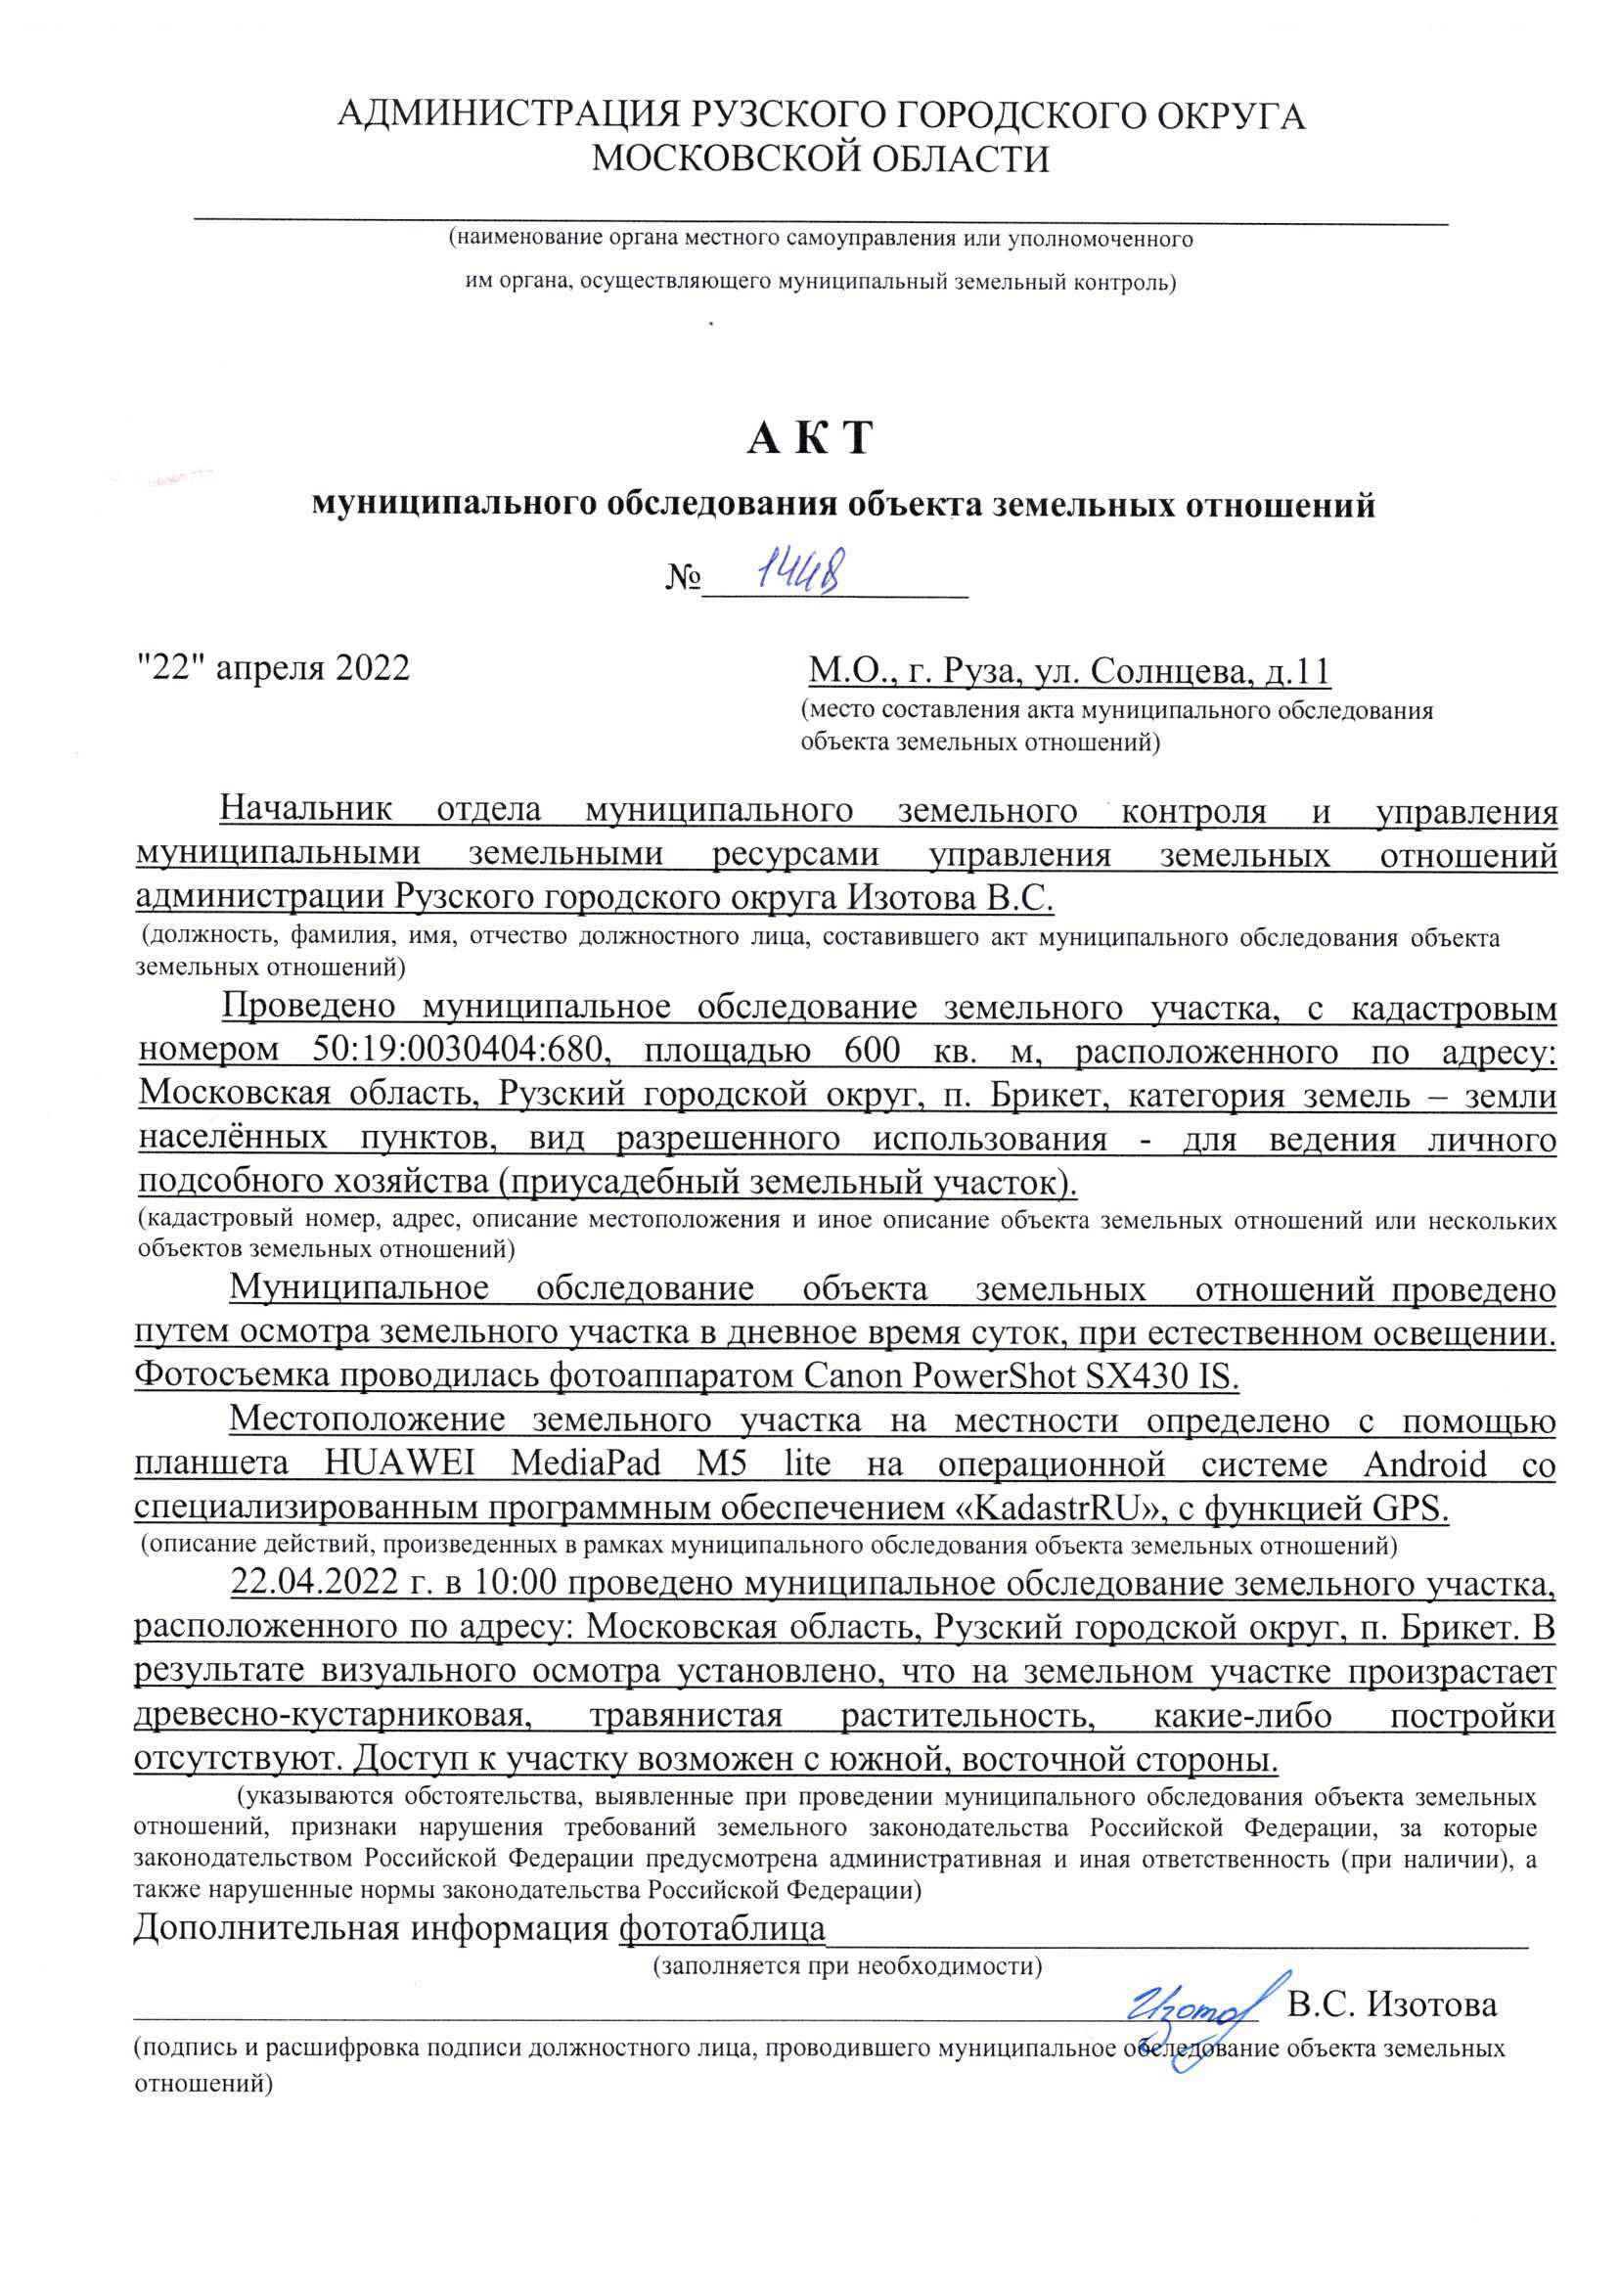 АДМИНИСТРАЦИЯ РУЗСКОГО ГОРОДСКОГО ОКРУГА
МОСКОВСКОЙ ОБЛАСТИ
(наименование органа местного самоуправления или уполномоченного
им органа, осуществляющего муниципальный земельный контроль)
А К Т
муниципального обследования объекта земельных отношений
№ 1448
"22" апреля 2022
М.О., г. Руза, ул. Солнцева, д.11
(место составления акта муниципального обследования
объекта земельных отношений)
Начальник отдела муниципального земельного контроля и управления
муниципальными земельными ресурсами управления земельных отношений
администрации Рузского городского округа Изотова В.С.
(должность, фамилия, имя, отчество должностного лица, составившего акт муниципального обследования объекта
земельных отношений)
Проведено муниципальное обследование земельного участка, с кадастровым
номером 50:19:0030404:680, площадью 600 кв. м, расположенного по адресу:
Московская область, Рузский городской округ, п. Брикет, категория земель – земли
населённых пунктов, вид разрешенного использования - для ведения личного
подсобного хозяйства (приусадебный земельный участок).
(кадастровый номер, адрес, описание местоположения и иное описание объекта земельных отношений или нескольких
объектов земельных отношений)
Муниципальное обследование объекта земельных отношений проведено
путем осмотра земельного участка в дневное время суток, при естественном освещении.
Фотосъемка проводилась фотоаппаратом Canon PowerShot SX430 IS.
Местоположение земельного участка на местности определено с помощью
планшета HUAWEI MediaPad M5 lite на операционной системе Android со
специализированным программным обеспечением «KadastrRU», с функцией GPS.
(описание действий, произведенных в рамках муниципального обследования объекта земельных отношений)
22.04.2022 г. в 10:00 проведено муниципальное обследование земельного участка,
расположенного по адресу: Московская область, Рузский городской округ, п. Брикет. В
результате визуального осмотра установлено, что на земельном участке произрастает
древесно-кустарниковая, травянистая растительность, какие-либо постройки
отсутствуют. Доступ к участку возможен с южной, восточной стороны.
(указываются обстоятельства, выявленные при проведении муниципального обследования объекта земельных
отношений, признаки нарушения требований земельного законодательства Российской Федерации, за которые
законодательством Российской Федерации предусмотрена административная и иная ответственность (при наличии), а
также нарушенные нормы законодательства Российской Федерации)
Дополнительная информация фототаблица
(заполняется при необходимости)
В.С. Изотова
(подпись и расшифровка подписи должностного лица, проводившего муниципальное обследование объекта земельных
отношений)